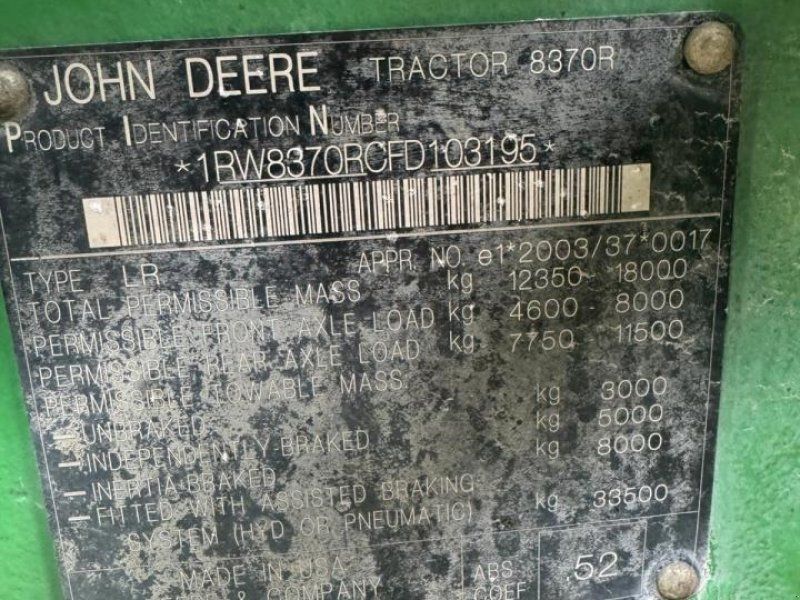 JOHN DEERE TRACTOR 8370R
PRODUCT IDENTIFICATION NUMBER
*1RW8370RCFD103195*
TYPE LR APPR. NO. e1*2003/37*0017
TOTAL PERMISSIBLE MASS kg 12350 - 18000
PERMISSIBLE FRONT AXLE LOAD kg 4600 - 8000
PERMISSIBLE REAR AXLE LOAD kg 7750 - 11500
PERMISSIBLE TOWABLE MASS
- UNBRAKED kg 3000
- INDEPENDENTLY-BRAKED kg 5000
- INERTIA-BRAKED kg 8000
- FITTED WITH ASSISTED BRAKING
SYSTEM (HYD OR PNEUMATIC) kg 33500
MADE IN USA ABS .52
& COMPANY COEF